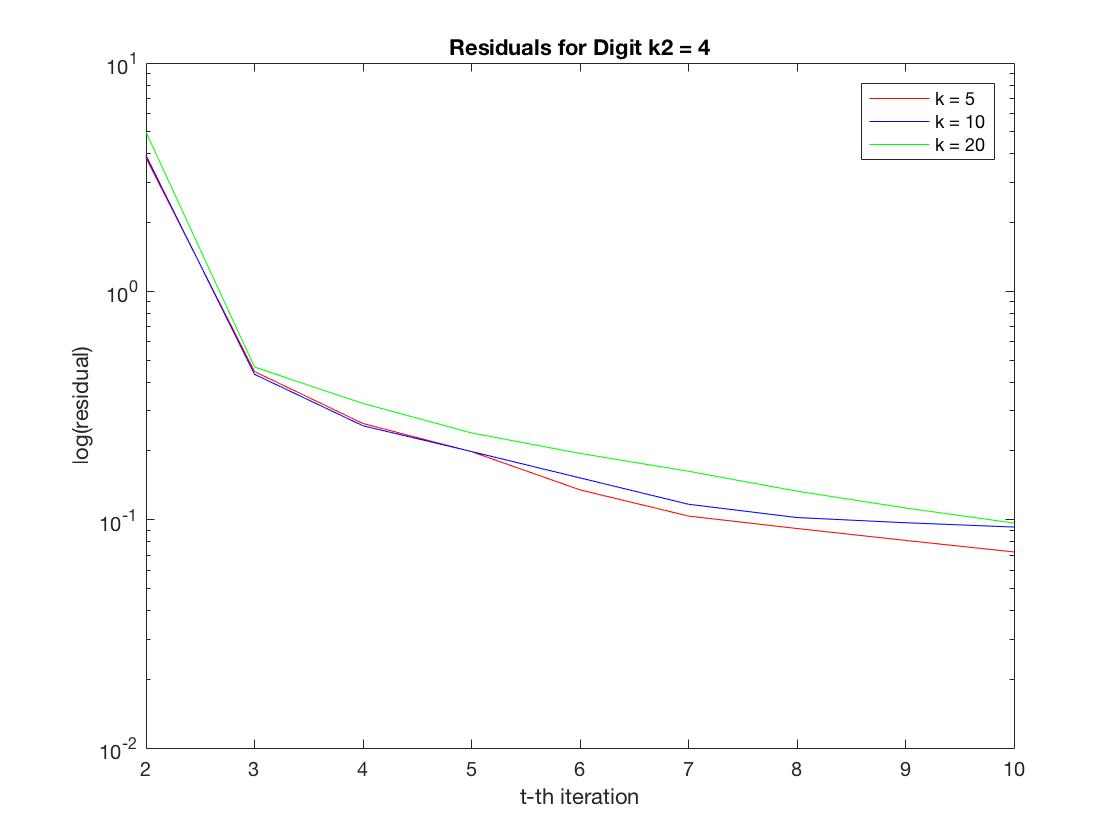 Residuals for Digit k2 = 4
10^1
10^0
10^-1
10^-2
log(residual)
k = 5
k = 10
k = 20
2 3 4 5 6 7 8 9 10
t-th iteration